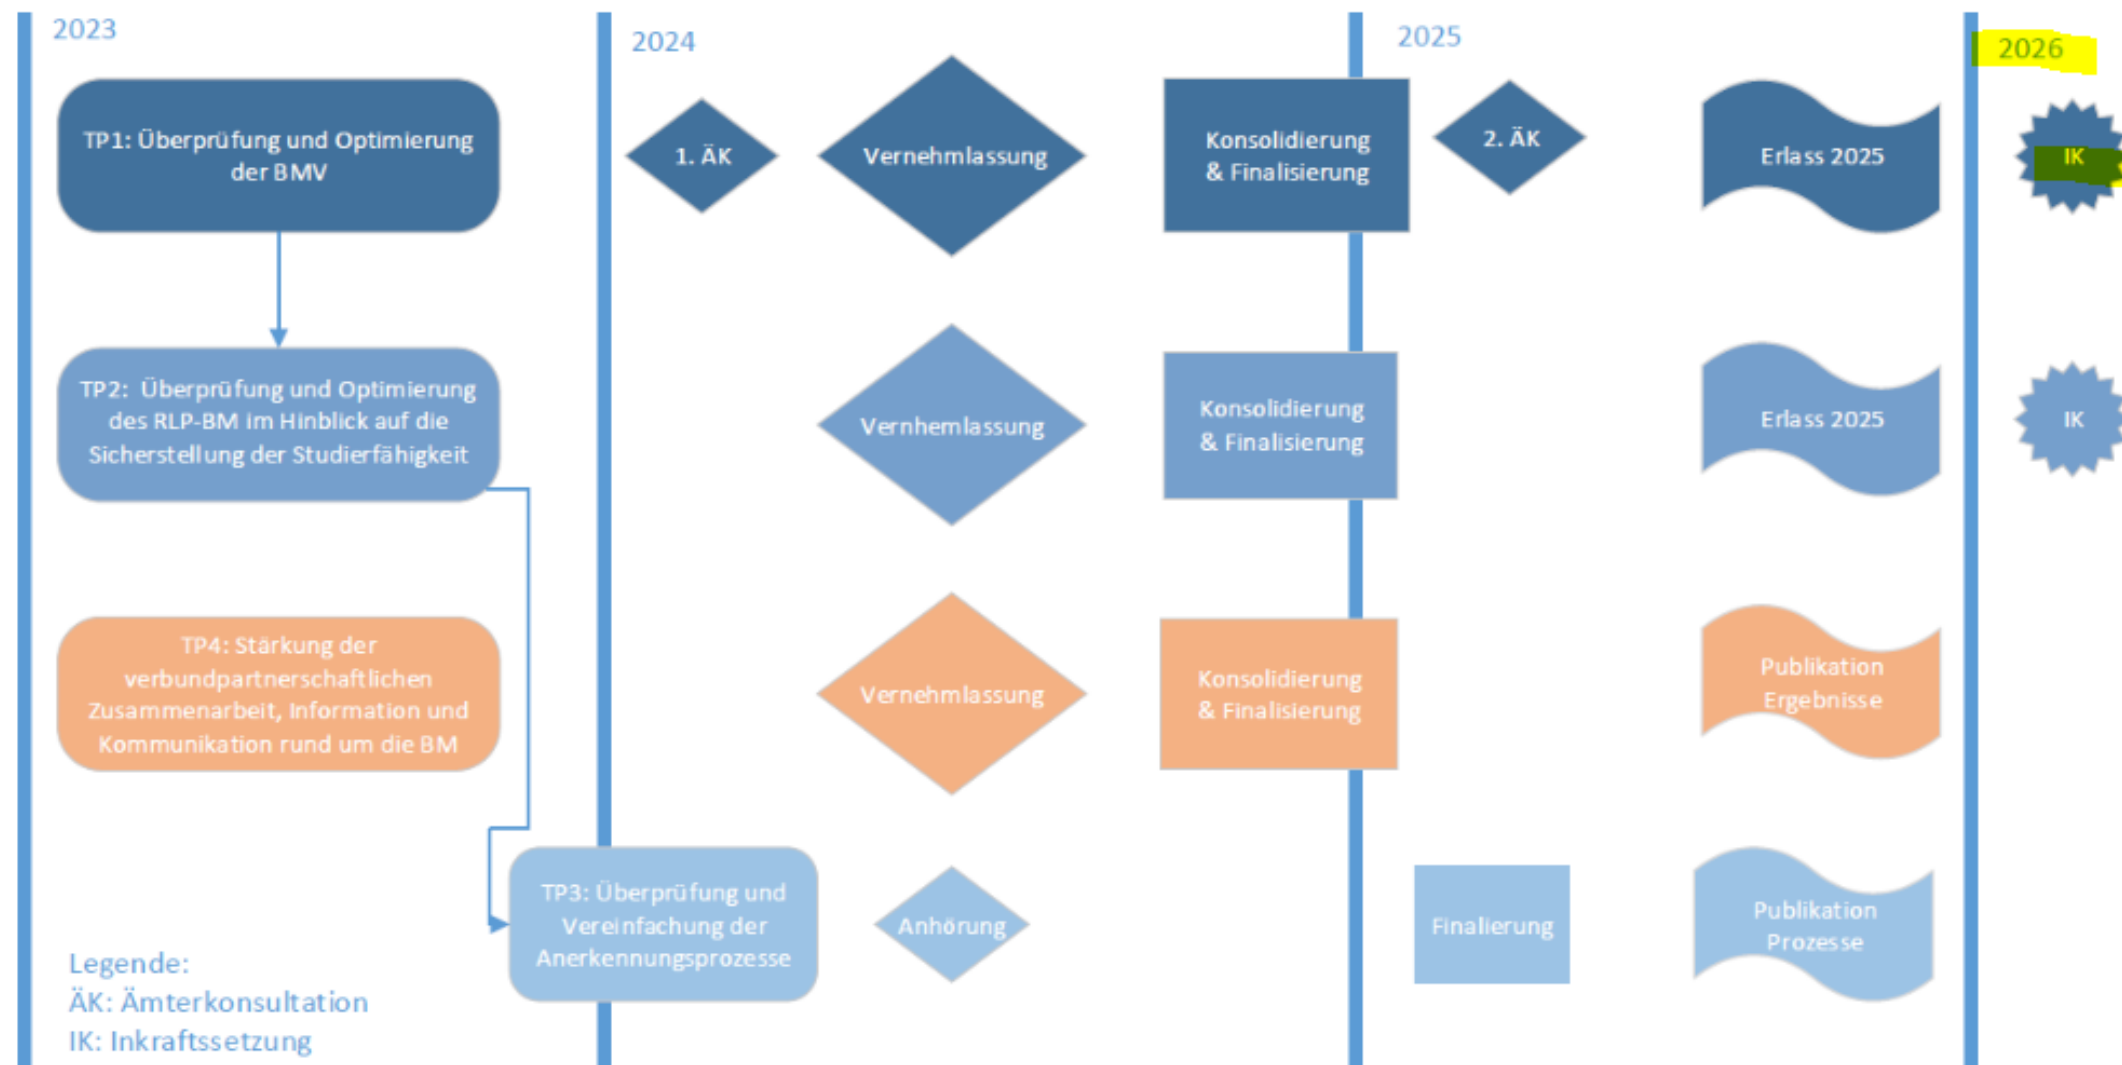 2023
2024
2025
2026
TP1: Überprüfung und Optimierung
der BMV
1. ÄK
Vernehmlassung
Konsolidierung
& Finalisierung
2. ÄK
Erlass 2025
IK
TP2: Überprüfung und Optimierung
des RLP-BM im Hinblick auf die
Sicherstellung der Studierfähigkeit
Vernhemlassung
Konsolidierung
& Finalisierung
Erlass 2025
IK
TP4: Stärkung der
verbundpartnerschaftlichen
Zusammenarbeit, Information und
Kommunikation rund um die BM
Vernehmlassung
Konsolidierung
& Finalisierung
Publikation
Ergebnisse
TP3: Überprüfung und
Vereinfachung der
Anerkennungsprozesse
Anhörung
Finalierung
Publikation
Prozesse
Legende:
ÄK: Ämterkonsultation
IK: Inkraftssetzung